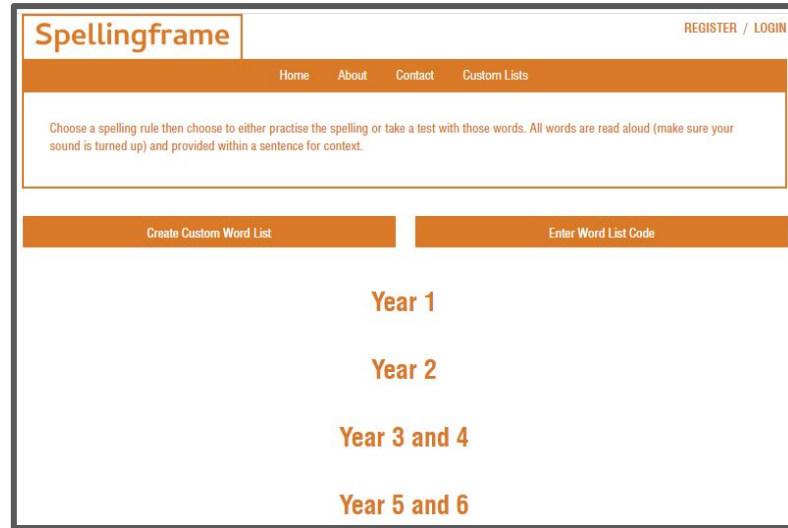 Spellingframe
REGISTER / LOGIN
Home About Contact Custom Lists
Choose a spelling rule then choose to either practise the spelling or take a test with those words. All words are read aloud (make sure your
sound is turned up) and provided within a sentence for context.
Create Custom Word List
Enter Word List Code
Year 1
Year 2
Year 3 and 4
Year 5 and 6